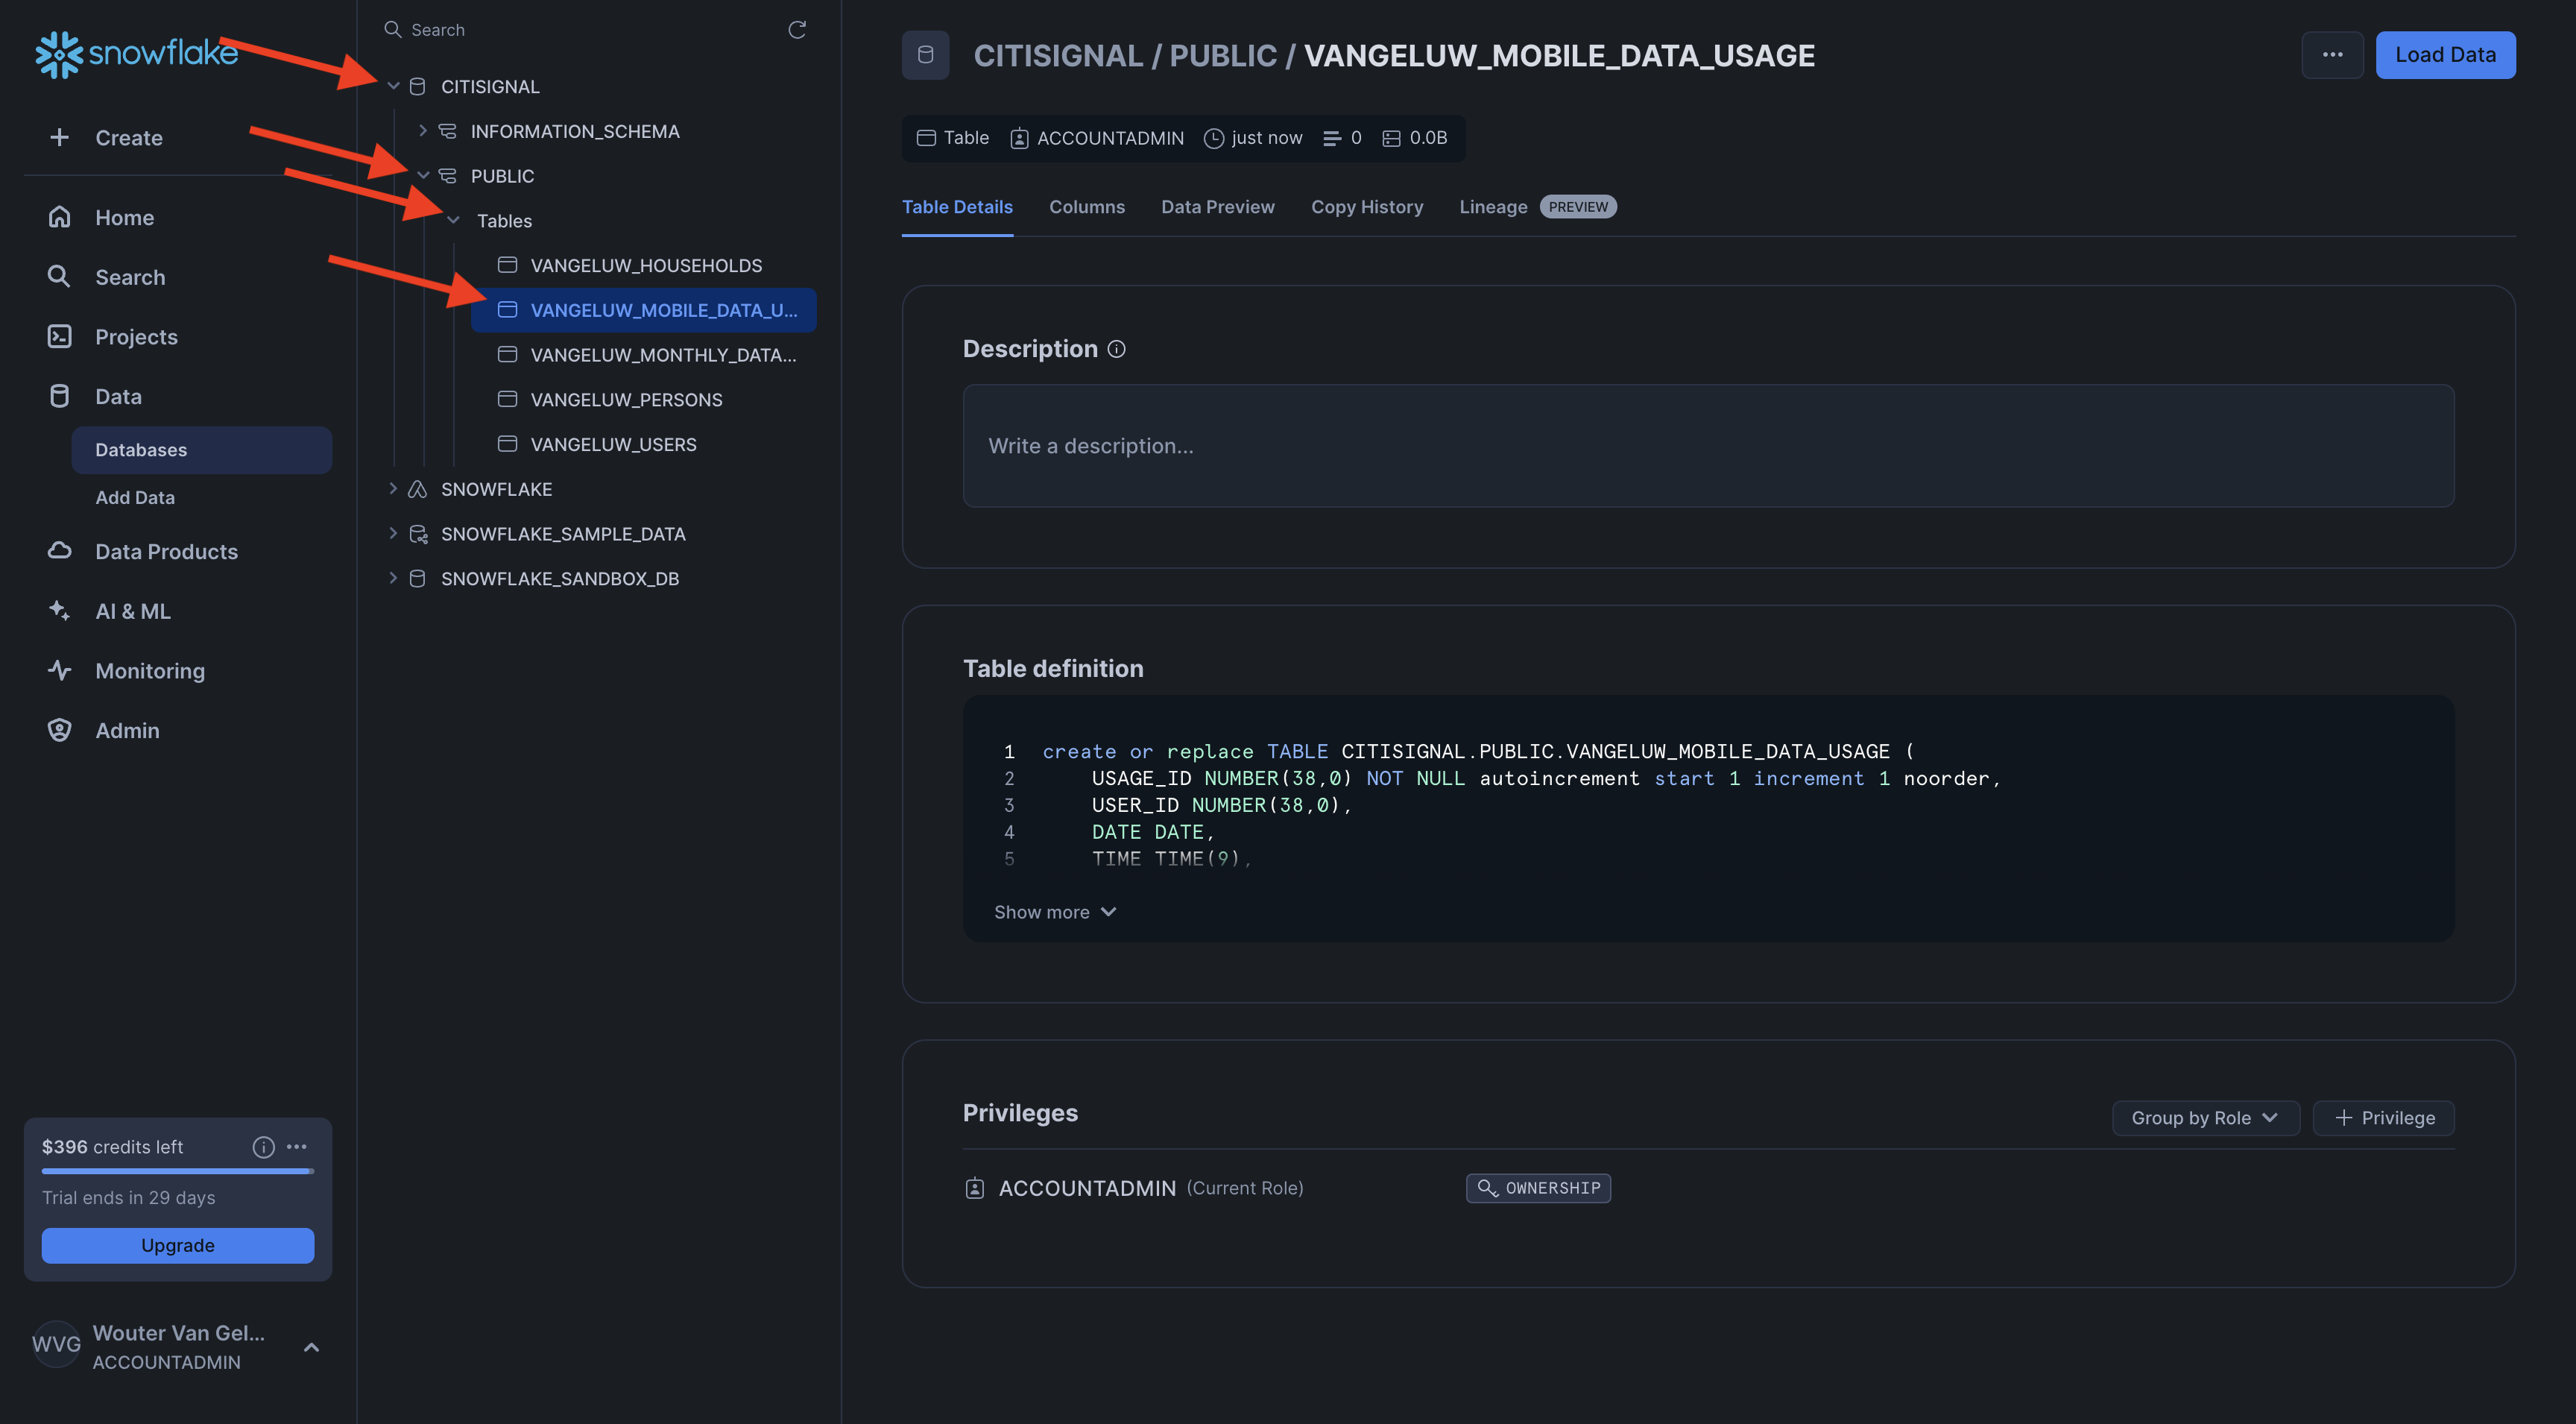 snowflake
Create
Home
Search
Projects
Data
Databases
Add Data
Data Products
AI & ML
Monitoring
Admin
$396 credits left
Trial ends in 29 days
Upgrade
WVG
Wouter Van Gel...
ACCOUNTADMIN
Search
CITISIGNAL
INFORMATION_SCHEMA
PUBLIC
Tables
VANGELUW_HOUSEHOLDS
VANGELUW_MOBILE_DATA_U...
VANGELUW_MONTHLY_DATA...
VANGELUW_PERSONS
VANGELUW_USERS
SNOWFLAKE
SNOWFLAKE_SAMPLE_DATA
SNOWFLAKE_SANDBOX_DB
CITISIGNAL / PUBLIC / VANGELUW_MOBILE_DATA_USAGE
Load Data
Table ACCOUNTADMIN just now 0 0.0B
Table Details Columns Data Preview Copy History Lineage PREVIEW
Description
Write a description...
Table definition
1 create or replace TABLE CITISIGNAL.PUBLIC.VANGELUW_MOBILE_DATA_USAGE (
2 USAGE_ID NUMBER(38,0) NOT NULL autoincrement start 1 increment 1 noorder,
3 USER_ID NUMBER(38,0),
4 DATE DATE,
5 TIME TIME(9),
Show more
Privileges
Group by Role
Privilege
ACCOUNTADMIN (Current Role) OWNERSHIP